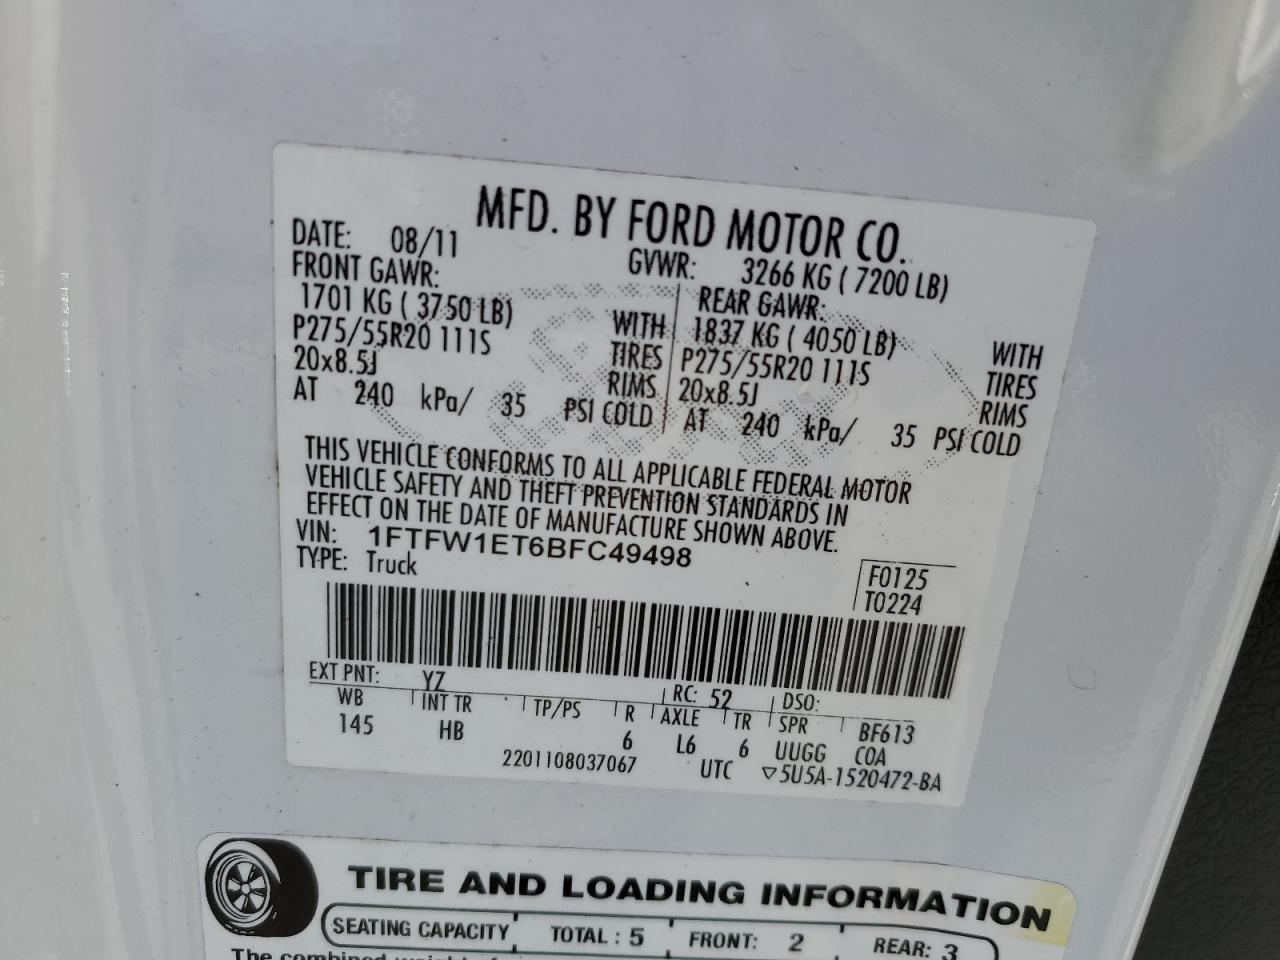 MFD. BY FORD MOTOR CO.
DATE: 08/11 GVWR: 3266 KG ( 7200 LB)
FRONT GAWR: REAR GAWR:
1701 KG ( 3750 LB) WITH 1837 KG ( 4050 LB) WITH
P275/55R20 111S TIRES P275/55R20 111S TIRES
20x8.5J RIMS 20x8.5J RIMS
AT 240 kPa/ 35 PSI COLD AT 240 kPa/ 35 PSI COLD
THIS VEHICLE CONFORMS TO ALL APPLICABLE FEDERAL MOTOR
VEHICLE SAFETY AND THEFT PREVENTION STANDARDS IN
EFFECT ON THE DATE OF MANUFACTURE SHOWN ABOVE.
VIN: 1FTFW1ET6BFC49498
TYPE: Truck
F0125
T0224
EXT PNT: YZ RC: 52 DSO:
WB INT TR TP/PS R AXLE TR SPR BF613
145 HB 6 L6 6 UUGG COA
2201108037067 UTC ▽5U5A-1520472-BA
TIRE AND LOADING INFORMATION
SEATING CAPACITY TOTAL : 5 FRONT: 2 REAR: 3
The combined weight of